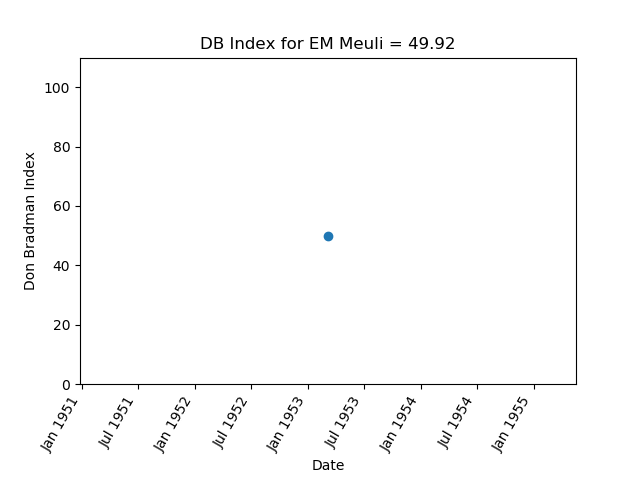 DB Index for EM Meuli = 49.92
Don Bradman Index
100
80
60
40
20
0
Jan 1951
Jul 1951
Jan 1952
Jul 1952
Jan 1953
Jul 1953
Jan 1954
Jul 1954
Jan 1955
Date